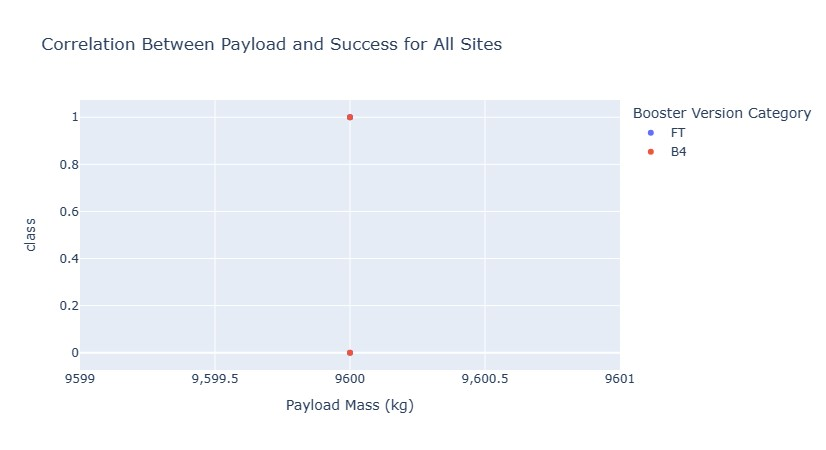 Correlation Between Payload and Success for All Sites
Booster Version Category
FT
B4
class
1
0.8
0.6
0.4
0.2
0
9599
9,599.5
9600
9,600.5
9601
Payload Mass (kg)